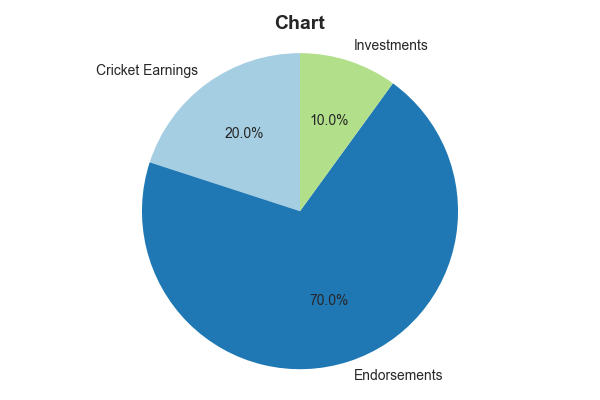 Chart
Investments
Cricket Earnings
10.0%
20.0%
70.0%
Endorsements